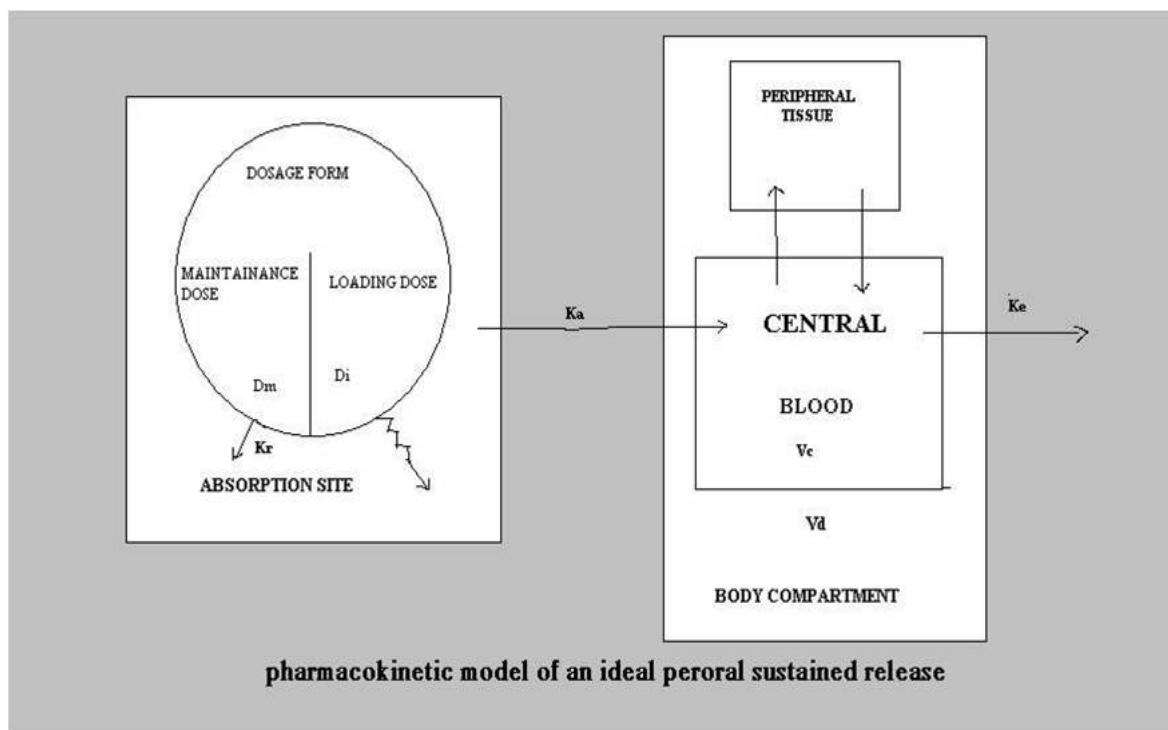 DOSAGE FORM
MAINTAINANCE
DOSE
LOADING DOSE
Dm
Di
Kr
ABSORPTION SITE
Ka
PERIPHERAL
TISSUE
CENTRAL
BLOOD
Vc
Vd
BODY COMPARTMENT
Ke
pharmacokinetic model of an ideal peroral sustained release